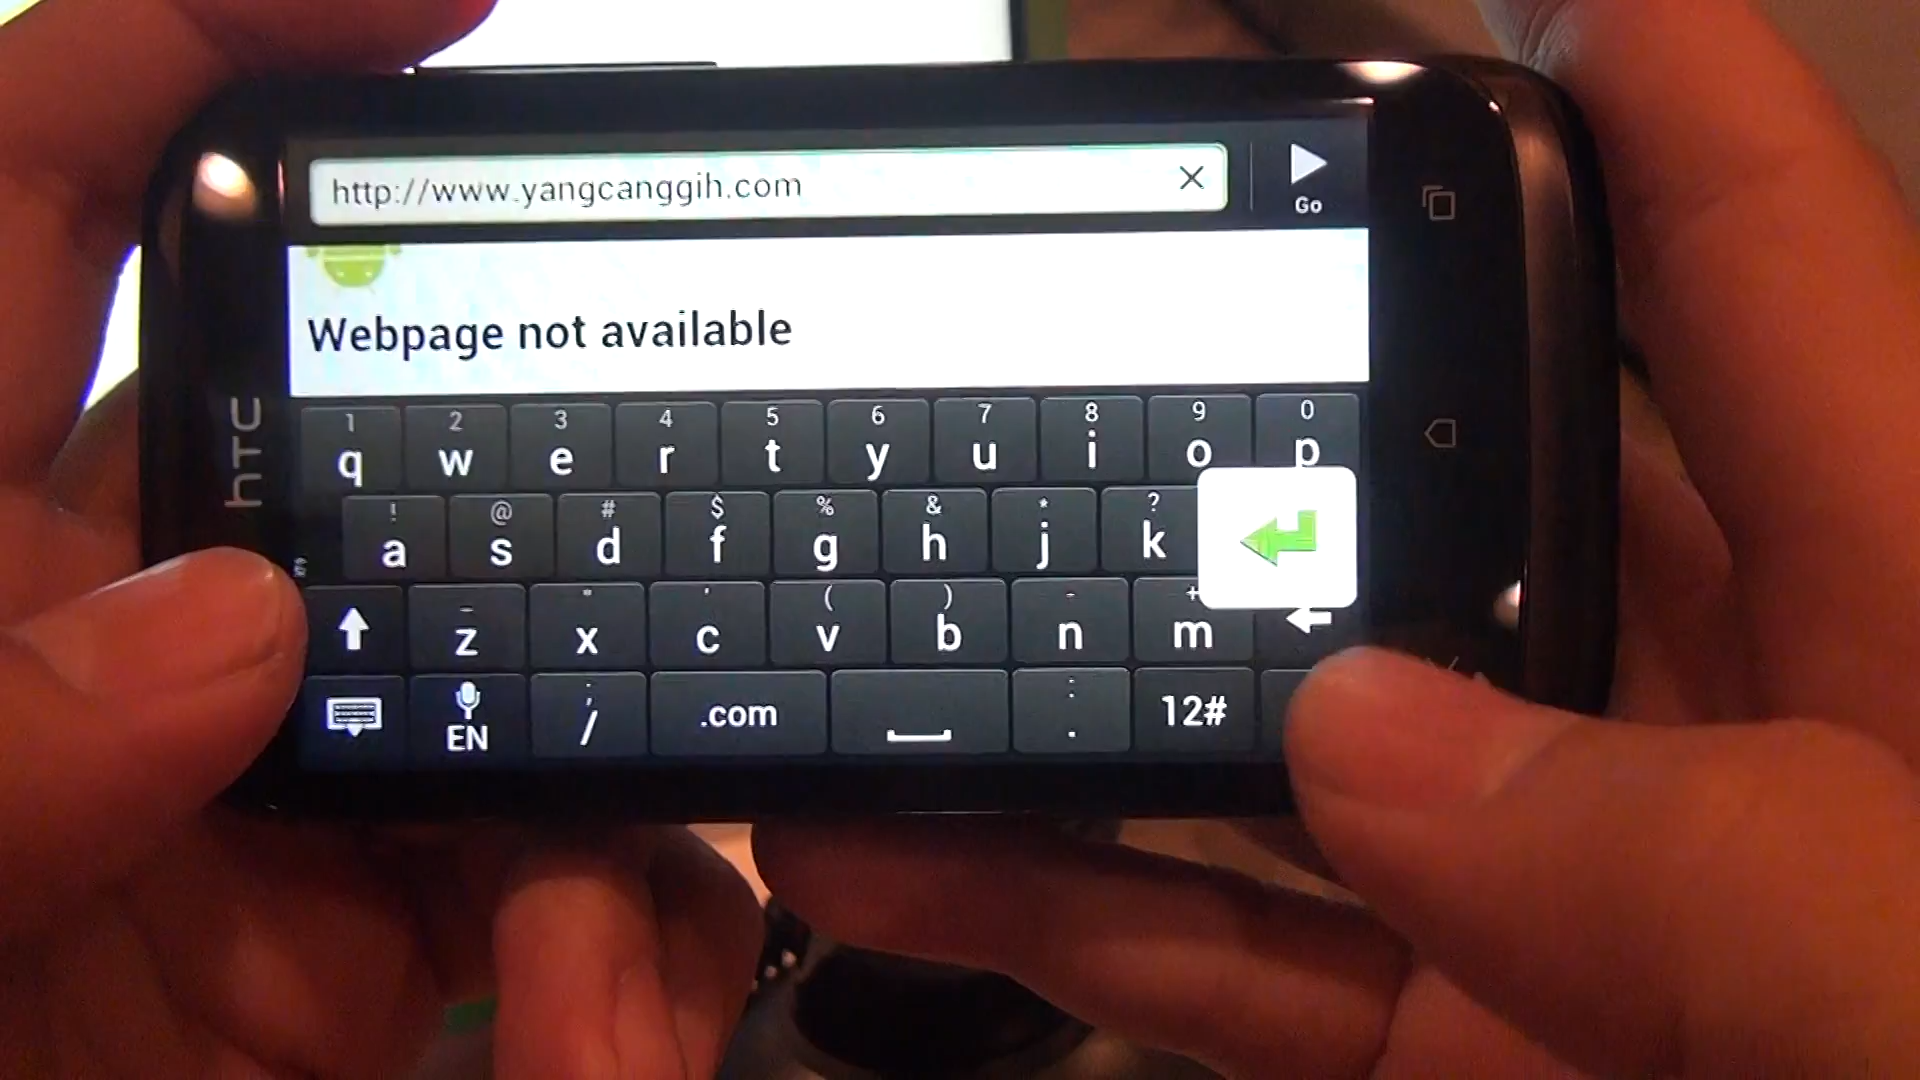 http://www.yangcanggih.com
Go
Webpage not available
hTC
1 2 3 4 5 6 7 8 9 0
q w e r t y u i o p
! @ # $ % & * ?
a s d f g h j k
_ " ' ( ) - +
z x c v b n m
; :
EN / .com . 12#